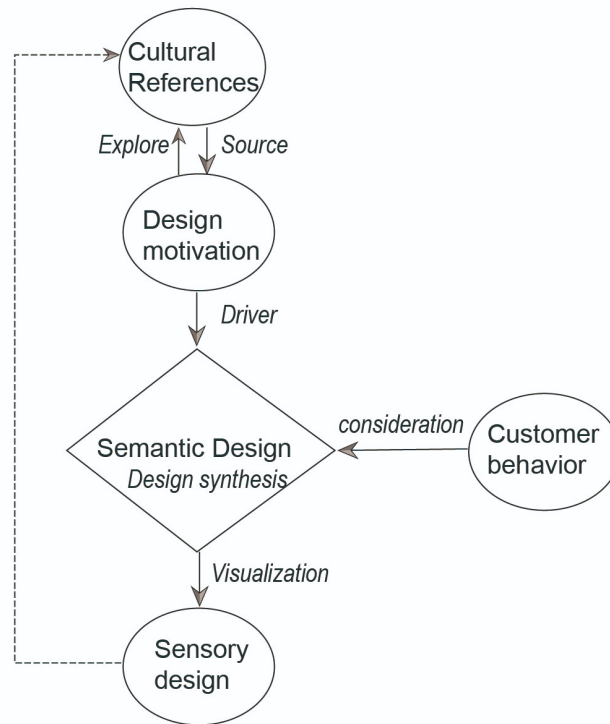 Cultural
References
Explore
Source
Design
motivation
Driver
consideration
Customer
behavior
Semantic Design
Design synthesis
Visualization
Sensory
design